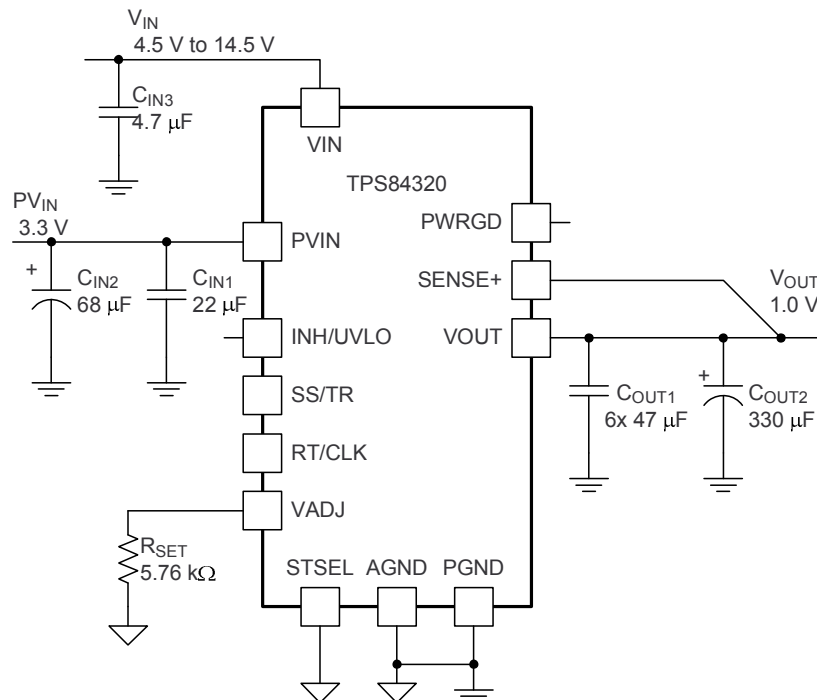 VIN
4.5 V to 14.5 V
CIN3
4.7 μF
VIN
TPS84320
PVIN
3.3 V
PVIN
PWRGD
+
CIN2
68 μF
CIN1
22 μF
SENSE+
VOUT
1.0 V
INH/UVLO
VOUT
SS/TR
COUT1
6x 47 μF
+
COUT2
330 μF
RT/CLK
VADJ
RSET
5.76 kΩ
STSEL
AGND
PGND